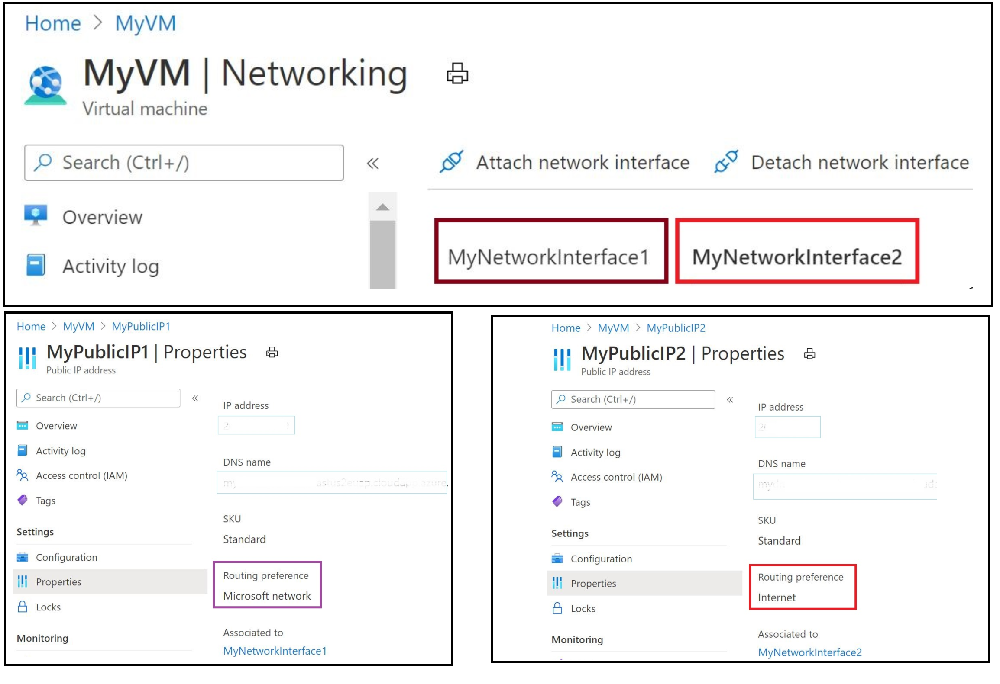 Home > MyVM
MyVM | Networking
Virtual machine
Search (Ctrl+/)
«
Attach network interface
Detach network interface
Overview
Activity log
MyNetworkInterface1
MyNetworkInterface2
Home > MyVM > MyPublicIP1
MyPublicIP1 | Properties
Public IP address
Search (Ctrl+/)
«
Overview
Activity log
Access control (IAM)
Tags
Settings
Configuration
Properties
Locks
Monitoring
IP address
DNS name
SKU
Standard
Routing preference
Microsoft network
Associated to
MyNetworkInterface1
Home > MyVM > MyPublicIP2
MyPublicIP2 | Properties
Public IP address
Search (Ctrl+/)
«
Overview
Activity log
Access control (IAM)
Tags
Settings
Configuration
Properties
Locks
Monitoring
IP address
DNS name
SKU
Standard
Routing preference
Internet
Associated to
MyNetworkInterface2